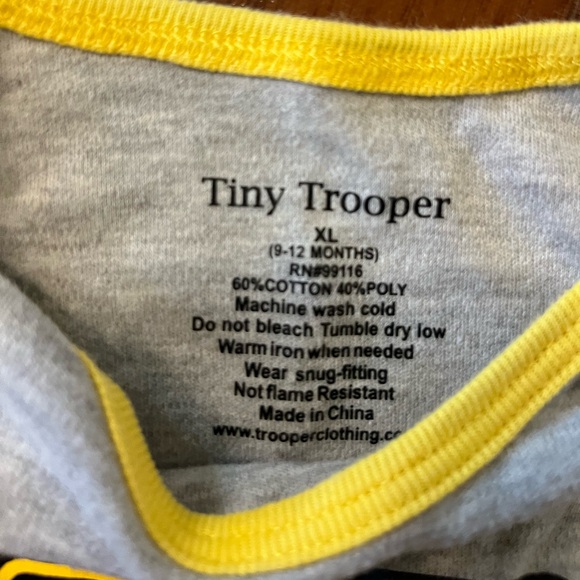 Tiny Trooper
XL
(9-12 MONTHS)
RN#99116
60%COTTON 40%POLY
Machine wash cold
Do not bleach Tumble dry low
Warm iron when needed
Wear snug-fitting
Not flame Resistant
Made in China
www.trooperclothing.c